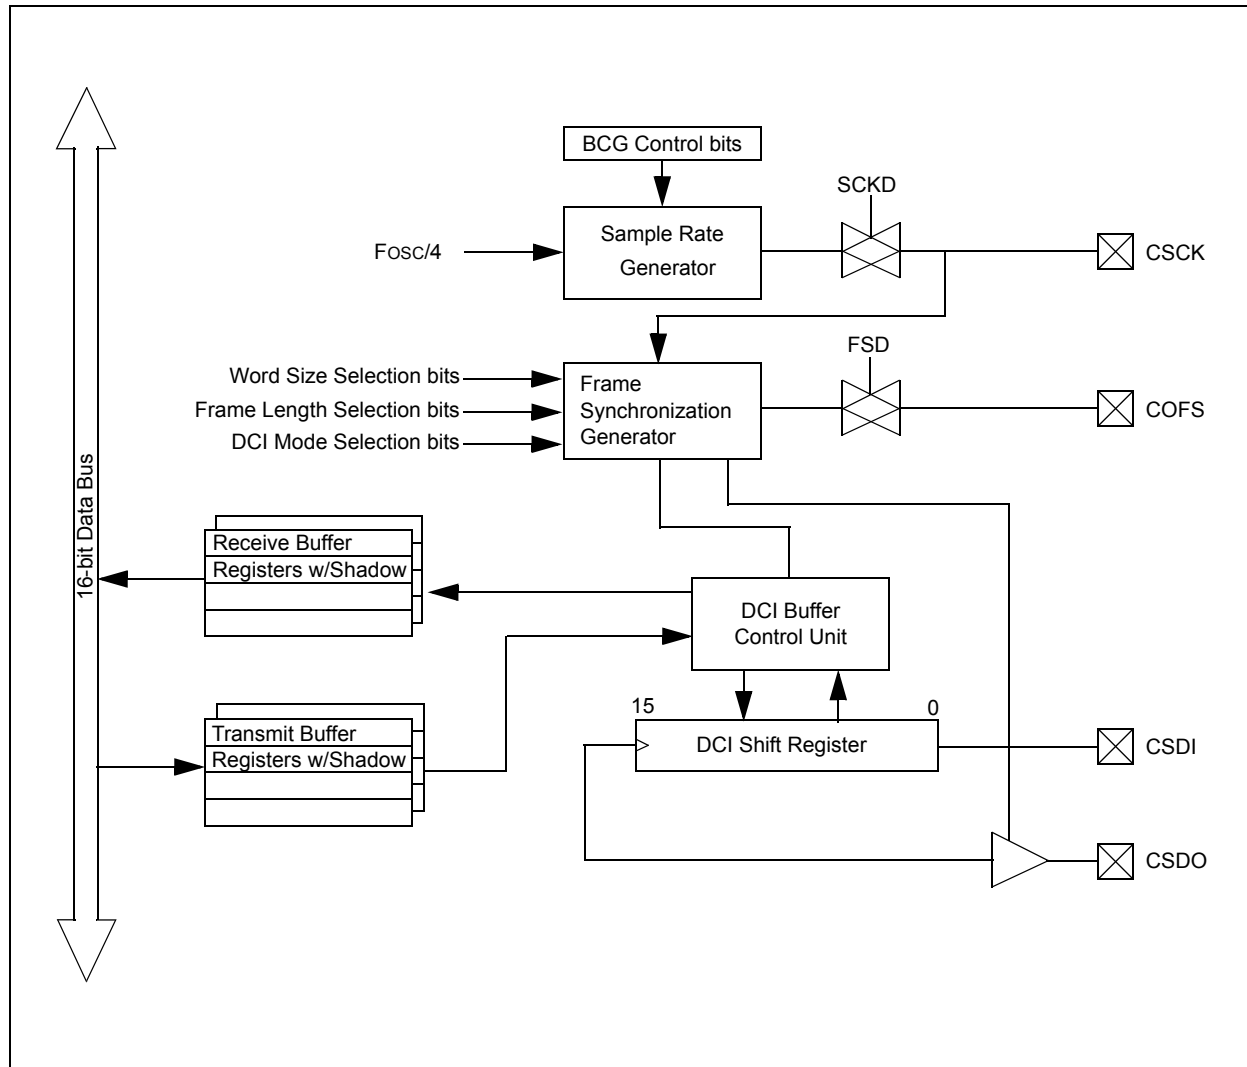 BCG Control bits
SCKD
Sample Rate
Generator
FOSC/4
CSCK
FSD
Word Size Selection bits
Frame Length Selection bits
DCI Mode Selection bits
Frame
Synchronization
Generator
COFS
16-bit Data Bus
Receive Buffer
Registers w/Shadow
DCI Buffer
Control Unit
Transmit Buffer
Registers w/Shadow
15
0
DCI Shift Register
CSDI
CSDO